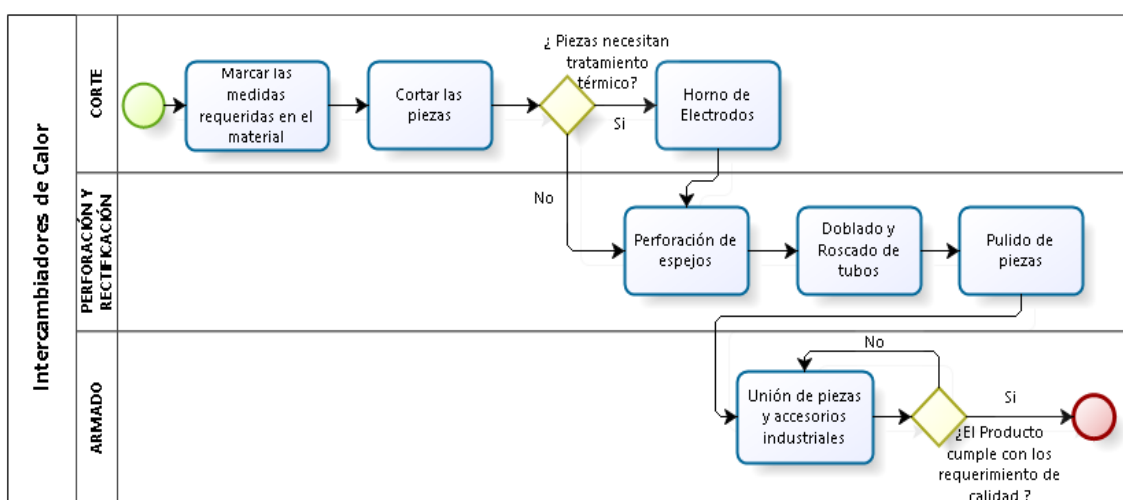 Intercambiadores de Calor
CORTE
Marcar las
medidas
requeridas en el
material
Cortar las
piezas
¿ Piezas necesitan
tratamiento
térmico?
Si
No
Horno de
Electrodos
PERFORACIÓN Y
RECTIFICACIÓN
Perforación de
espejos
Doblado y
Roscado de
tubos
Pulido de
piezas
ARMADO
Unión de piezas
y accesorios
industriales
No
Si
¿El Producto
cumple con los
requerimiento de
calidad ?